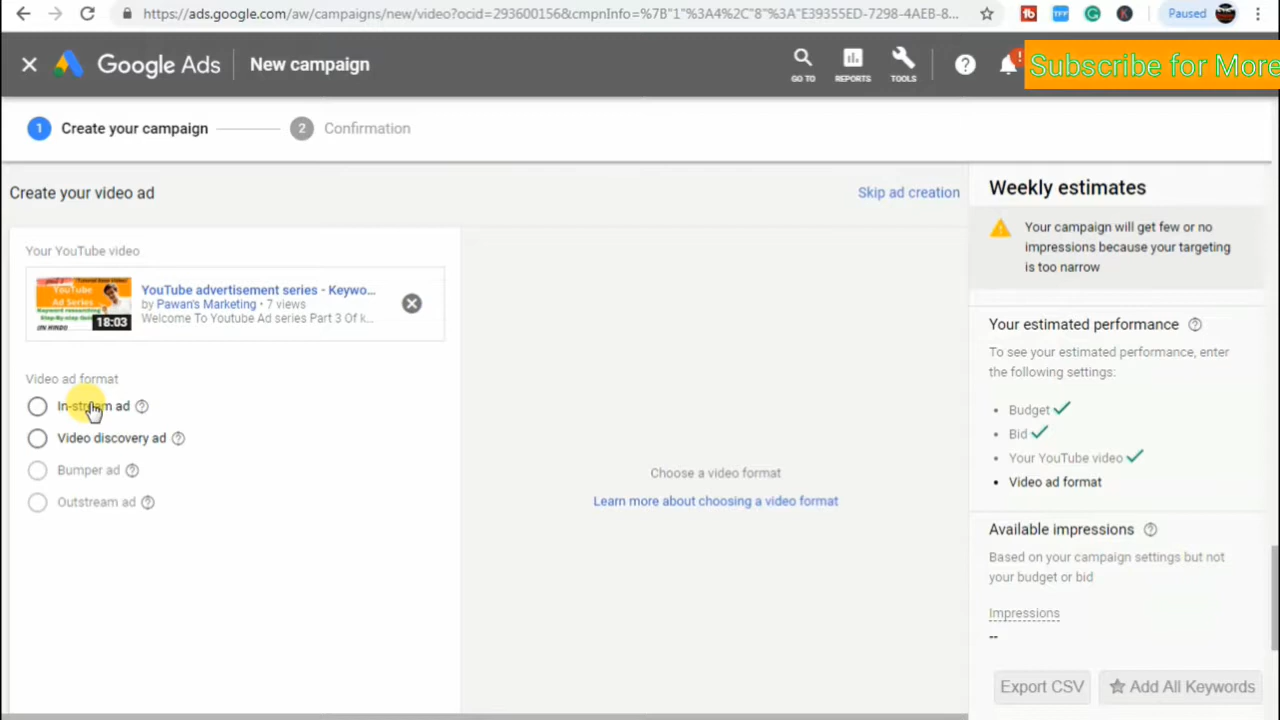 https://ads.google.com/aw/campaigns/new/video?ocid=293600156&cmpnInfo=%7B"1"%3A4%2C"8"%3A"E39355ED-7298-4AEB-8...
Paused
Google Ads
New campaign
GO TO
REPORTS
TOOLS
Subscribe for More
1 Create your campaign
2 Confirmation
Create your video ad
Skip ad creation
Your YouTube video
YouTube advertisement series - Keywo...
by Pawan's Marketing • 7 views
Welcome To Youtube Ad series Part 3 Of k...
YouTube
Ad Series
18:03
Video ad format
In-stream ad
Video discovery ad
Bumper ad
Outstream ad
Choose a video format
Learn more about choosing a video format
Weekly estimates
Your campaign will get few or no
impressions because your targeting
is too narrow
Your estimated performance
To see your estimated performance, enter
the following settings:
• Budget
• Bid
• Your YouTube video
• Video ad format
Available impressions
Based on your campaign settings but not
your budget or bid
Impressions
--
Export CSV
Add All Keywords